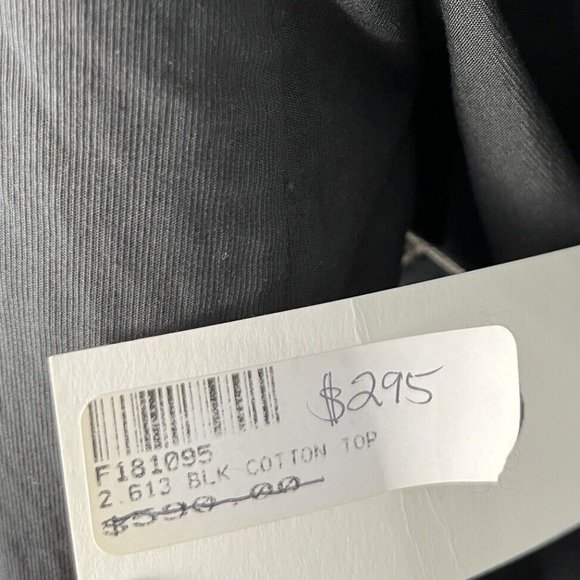 $295
F181095
2.613 BLK COTTON TOP
$590.00